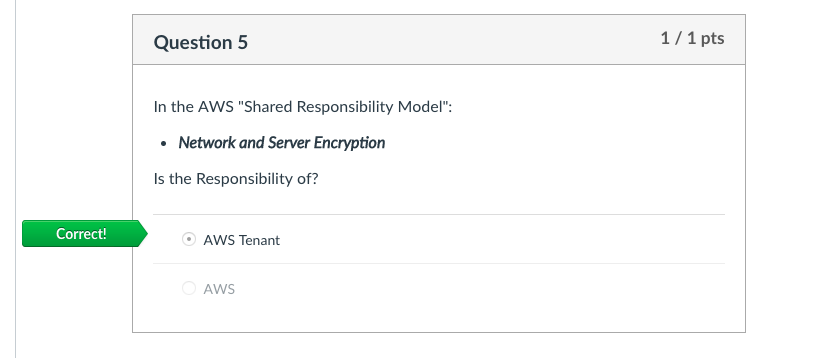 Question 5
1 / 1 pts
In the AWS "Shared Responsibility Model":
• Network and Server Encryption
Is the Responsibility of?
Correct!
AWS Tenant
AWS